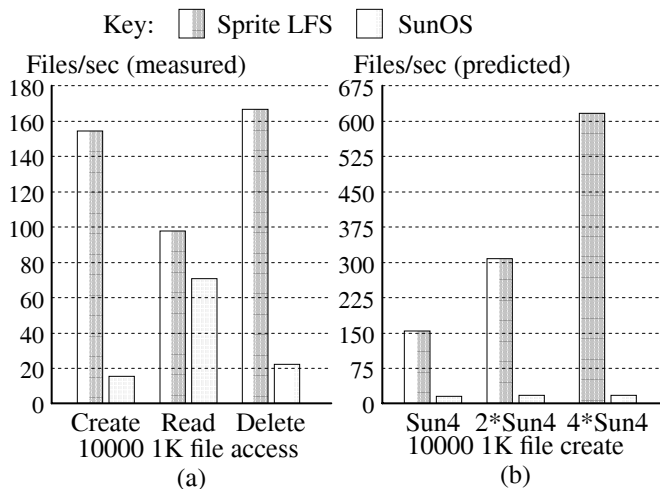 Key: Sprite LFS SunOS
Files/sec (measured)
180
160
140
120
100
80
60
40
20
0
Create Read Delete
10000 1K file access
(a)
Files/sec (predicted)
675
600
525
450
375
300
225
150
75
0
Sun4 2*Sun4 4*Sun4
10000 1K file create
(b)